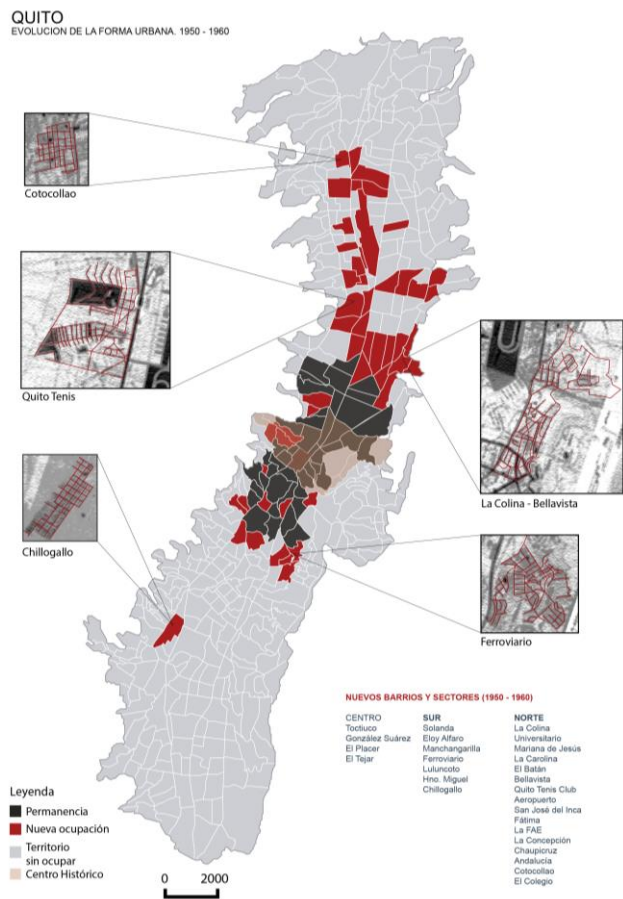 QUITO
EVOLUCION DE LA FORMA URBANA. 1950 - 1960
Cotocollao
Quito Tenis
La Colina - Bellavista
Chillogallo
Ferroviario
NUEVOS BARRIOS Y SECTORES (1950 - 1960)
CENTRO
Toctiuco
González Suárez
El Placer
El Tejar
SUR
Solanda
Eloy Alfaro
Manchangarilla
Ferroviario
Luluncoto
Hno. Miguel
Chillogallo
NORTE
La Colina
Universitario
Mariana de Jesús
La Carolina
El Batán
Bellavista
Quito Tenis Club
Aeropuerto
San José del Inca
Fátima
La FAE
La Concepción
Chaupicruz
Andalucía
Cotocollao
El Colegio
Leyenda
Permanencia
Nueva ocupación
Territorio
sin ocupar
Centro Histórico
0 2000